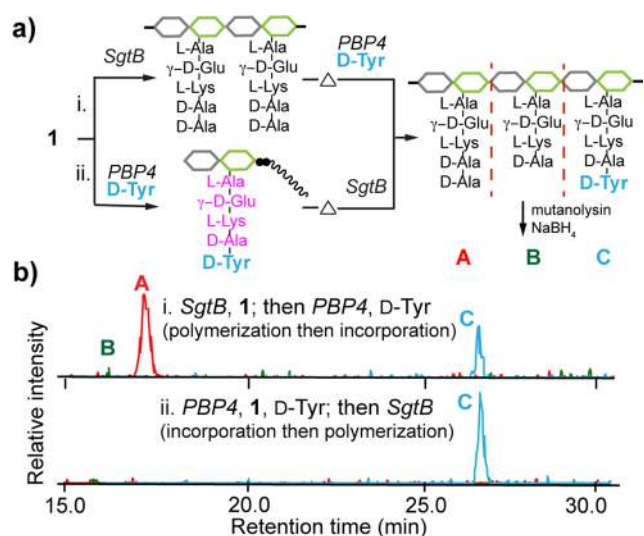 a)
SgtB
i.
1
ii.
PBP4
D-Tyr
L-Ala L-Ala
γ-D-Glu γ-D-Glu
L-Lys L-Lys
D-Ala D-Ala
D-Ala D-Ala
L-Ala
γ-D-Glu
L-Lys
D-Ala
D-Tyr
PBP4
D-Tyr
SgtB
L-Ala L-Ala L-Ala
γ-D-Glu γ-D-Glu γ-D-Glu
L-Lys L-Lys L-Lys
D-Ala D-Ala D-Ala
D-Ala D-Tyr
mutanolysin
NaBH4
A B C
b)
Relative intensity
A
B
i. SgtB, 1; then PBP4, D-Tyr
(polymerization then incorporation)
C
ii. PBP4, 1, D-Tyr; then SgtB
(incorporation then polymerization)
C
15.0 20.0 25.0 30.0
Retention time (min)